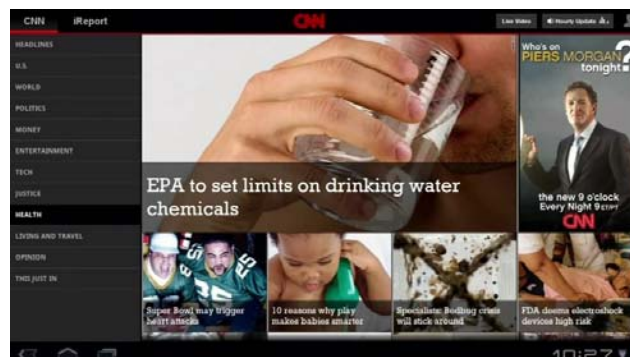 CNN
iReport
CNN
Live Video
Hourly Update
HEADLINES
U.S.
WORLD
POLITICS
MONEY
ENTERTAINMENT
TECH
JUSTICE
HEALTH
LIVING AND TRAVEL
OPINION
THIS JUST IN
EPA to set limits on drinking water
chemicals
Who's on
PIERS MORGAN
tonight?
the new 9 o'clock
Every Night 9 ET/PT
CNN
Super Bowl may trigger
heart attacks
10 reasons why play
makes babies smarter
Specialists: Bedbug crisis
will stick around
FDA deems electroshock
devices high risk
10:27